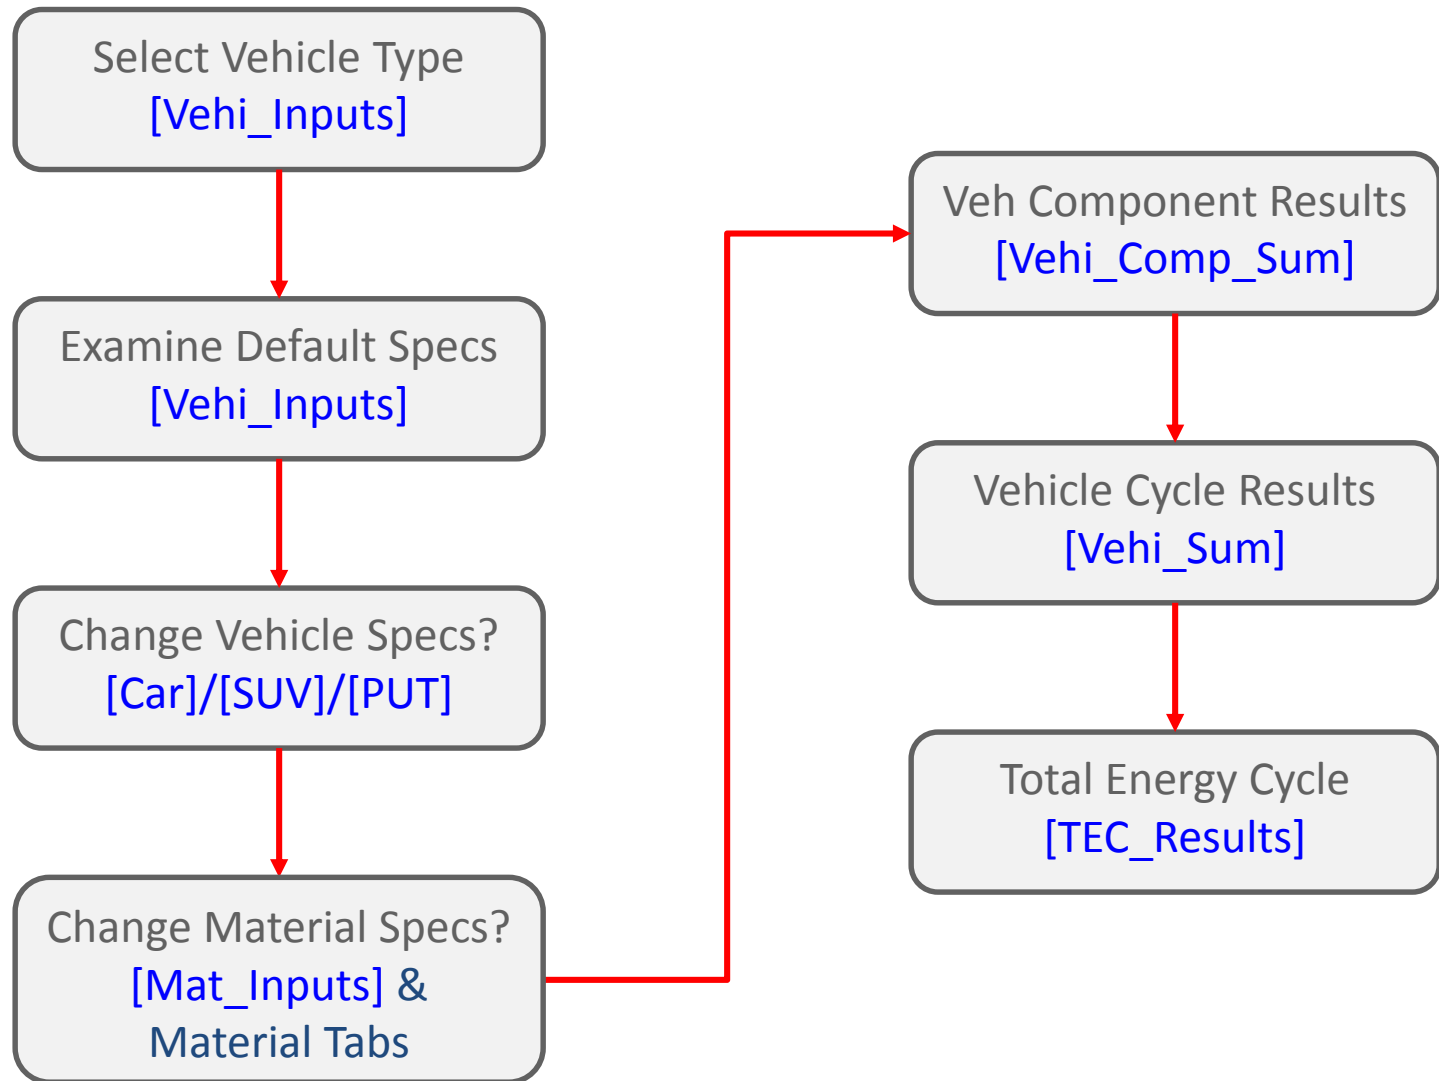 Select Vehicle Type
[Vehi_Inputs]
Examine Default Specs
[Vehi_Inputs]
Change Vehicle Specs?
[Car]/[SUV]/[PUT]
Change Material Specs?
[Mat_Inputs] &
Material Tabs
Veh Component Results
[Vehi_Comp_Sum]
Vehicle Cycle Results
[Vehi_Sum]
Total Energy Cycle
[TEC_Results]